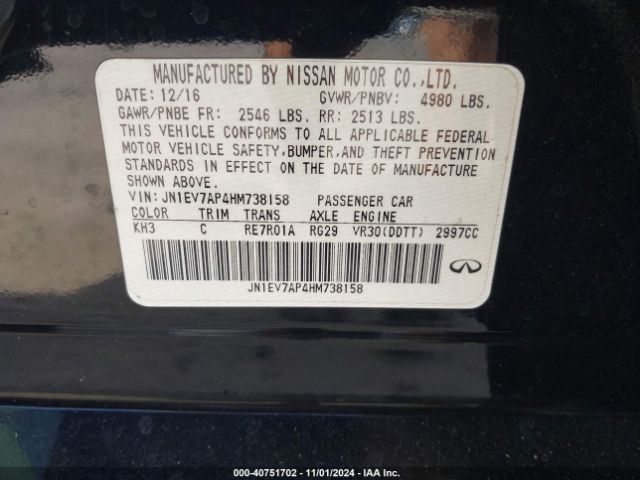 MANUFACTURED BY NISSAN MOTOR CO.,LTD.
DATE: 12/16 GVWR/PNBV: 4980 LBS.
GAWR/PNBE FR: 2546 LBS. RR: 2513 LBS.
THIS VEHICLE CONFORMS TO ALL APPLICABLE FEDERAL
MOTOR VEHICLE SAFETY,BUMPER,AND THEFT PREVENTION
STANDARDS IN EFFECT ON THE DATE OF MANUFACTURE
SHOWN ABOVE.
VIN: JN1EV7AP4HM738158 PASSENGER CAR
COLOR TRIM TRANS AXLE ENGINE
KH3 C RE7R01A RG29 VR30(DDTT) 2997CC
JN1EV7AP4HM738158
000-40751702 - 11/01/2024 - IAA Inc.